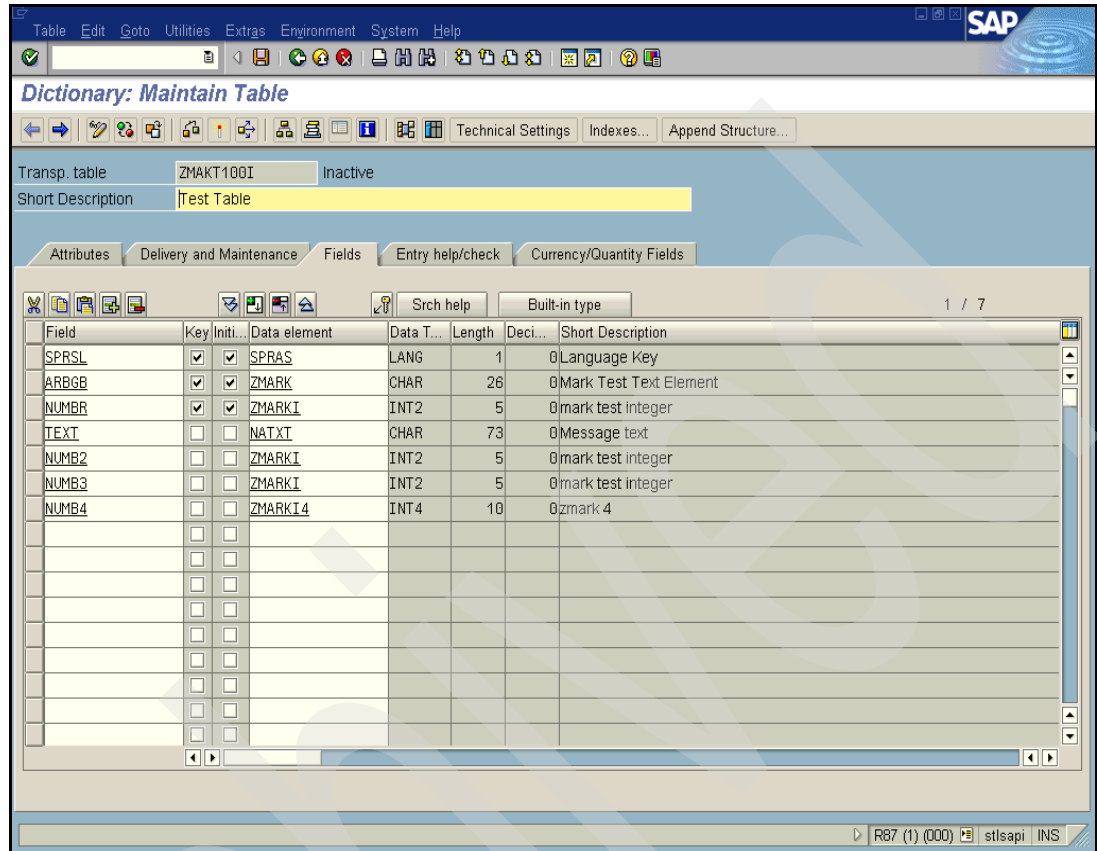 Table Edit Goto Utilities Extras Environment System Help
SAP
Dictionary: Maintain Table
Technical Settings Indexes... Append Structure...
Transp. table ZMAKT100I Inactive
Short Description Test Table
Attributes Delivery and Maintenance Fields Entry help/check Currency/Quantity Fields
Srch help Built-in type 1 / 7
Field Key Initi... Data element Data T... Length Deci... Short Description
SPRSL SPRAS LANG 1 0 Language Key
ARBGB ZMARK CHAR 26 0 Mark Test Text Element
NUMBR ZMARKI INT2 5 0 mark test integer
TEXT NATXT CHAR 73 0 Message text
NUMB2 ZMARKI INT2 5 0 mark test integer
NUMB3 ZMARKI INT2 5 0 mark test integer
NUMB4 ZMARKI4 INT4 10 0 zmark 4
R87 (1) (000) stlsapi INS